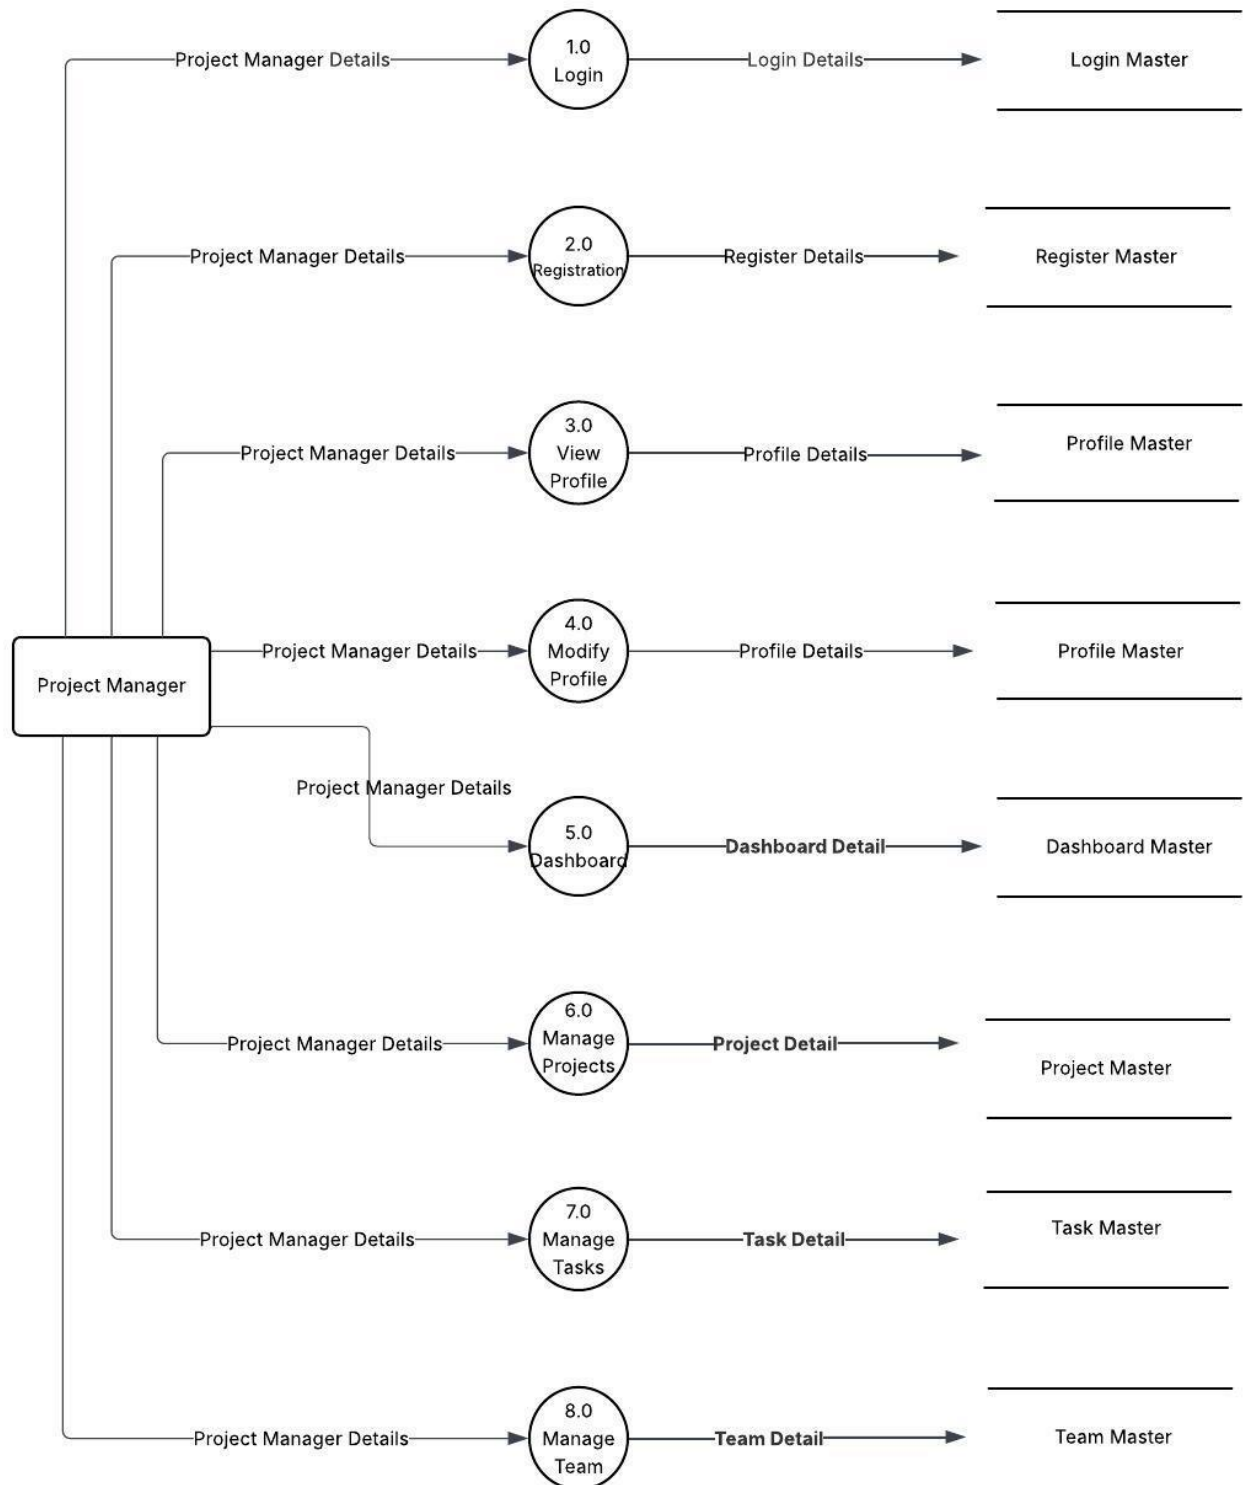 Project Manager Details
1.0
Login
Login Details
Login Master
Project Manager Details
2.0
Registration
Register Details
Register Master
Project Manager Details
3.0
View
Profile
Profile Details
Profile Master
Project Manager
Project Manager Details
4.0
Modify
Profile
Profile Details
Profile Master
Project Manager Details
5.0
Dashboard
Dashboard Detail
Dashboard Master
Project Manager Details
6.0
Manage
Projects
Project Detail
Project Master
Project Manager Details
7.0
Manage
Tasks
Task Detail
Task Master
Project Manager Details
8.0
Manage
Team
Team Detail
Team Master